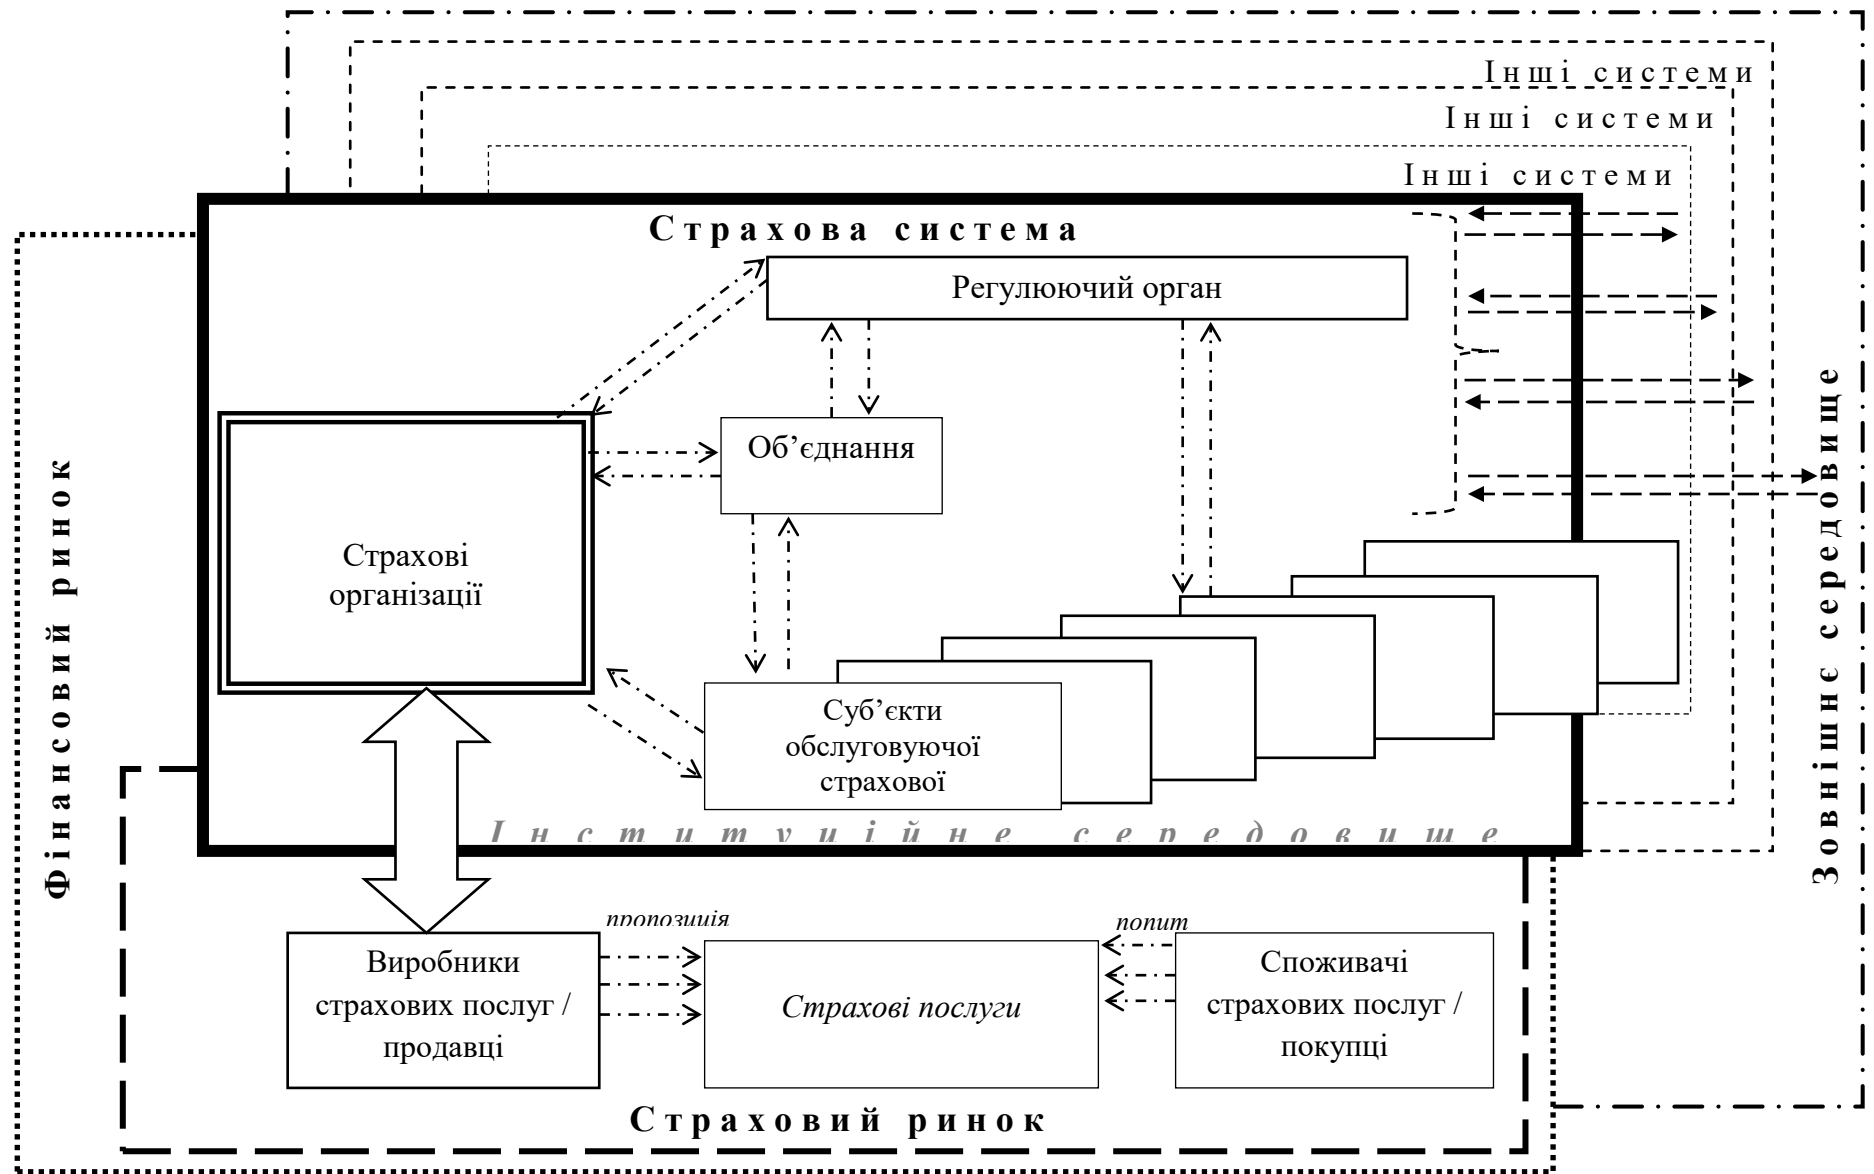 Інші системи
Інші системи
Інші системи
Страхова система
Регулюючий орган
Об’єднання
Страхові
організації
Суб’єкти
обслуговуючої
страхової
Інституційне середовище
Фінансовий ринок
Зовнішнє середовище
пропозиція
попит
Виробники
страхових послуг /
продавці
Страхові послуги
Споживачі
страхових послуг /
покупці
Страховий ринок